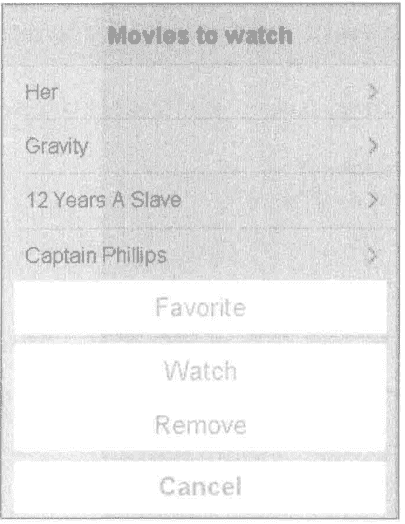 Movies to watch
Her
Gravity
12 Years A Slave
Captain Phillips
Favorite
Watch
Remove
Cancel